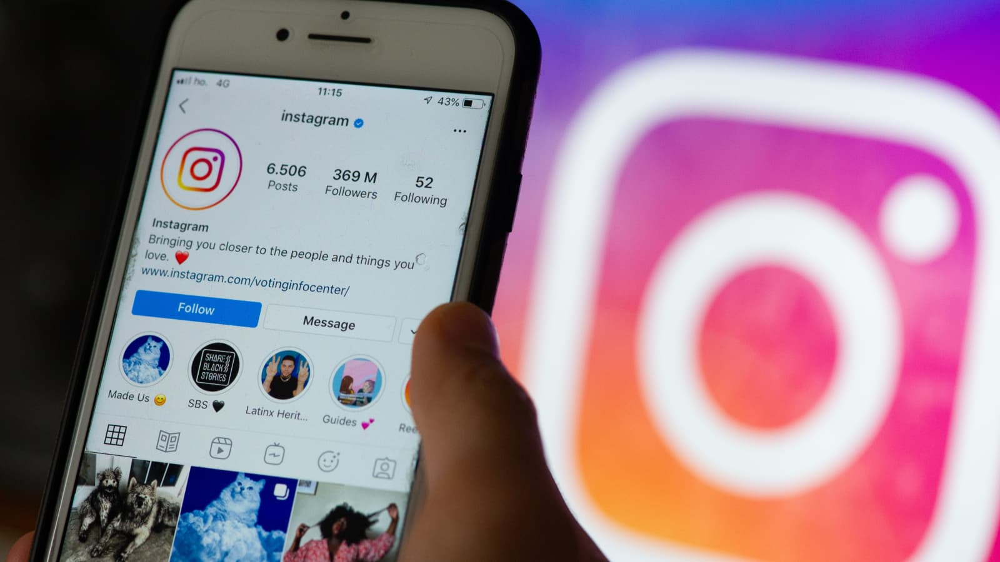 ho. 4G 11:15 43%
instagram
6.506 369 M 52
Posts Followers Following
Instagram
Bringing you closer to the people and things you
love. ❤️
www.instagram.com/votinginfocenter/
Follow Message
SHARE
BLACK
STORIES
Made Us 😊 SBS 🖤 Latinx Herit... Guides 💕